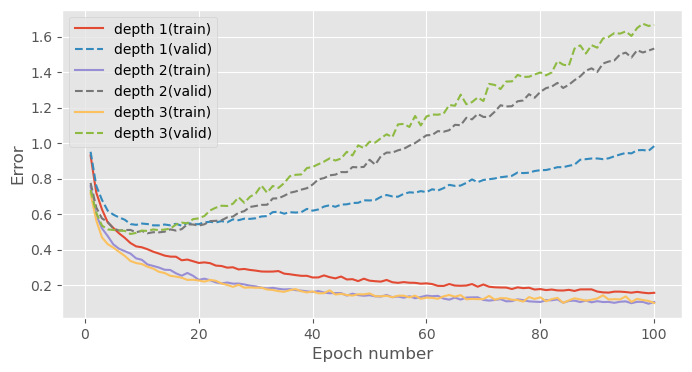 depth 1(train)
depth 1(valid)
depth 2(train)
depth 2(valid)
depth 3(train)
depth 3(valid)
1.6
1.4
1.2
1.0
0.8
0.6
0.4
0.2
Error
0 20 40 60 80 100
Epoch number